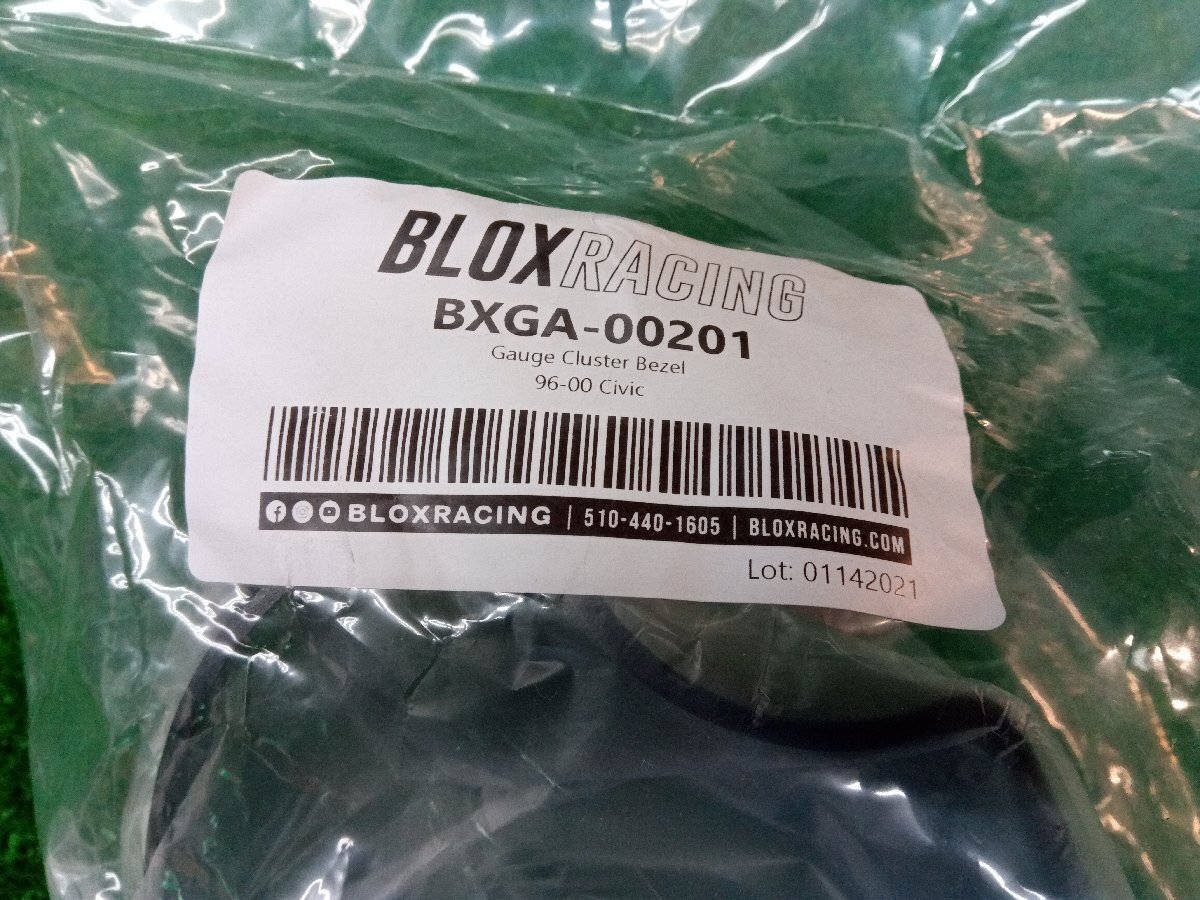 BLOXRACING
BXGA-00201
Gauge Cluster Bezel
96-00 Civic
BLOXRACING | 510-440-1605 | BLOXRACING.COM
Lot: 01142021